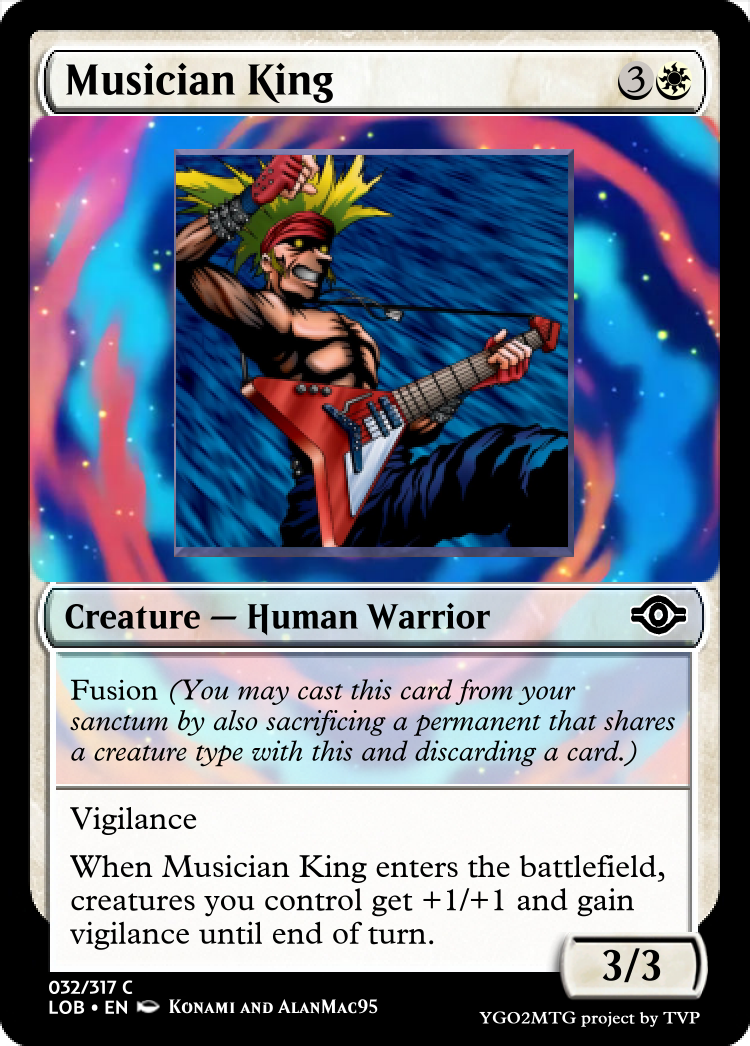 Musician King 3
Creature — Human Warrior
Fusion (You may cast this card from your
sanctum by also sacrificing a permanent that shares
a creature type with this and discarding a card.)
Vigilance
When Musician King enters the battlefield,
creatures you control get +1/+1 and gain
vigilance until end of turn.
3/3
032/317 C
LOB • EN Konami and AlanMac95
YGO2MTG project by TVP